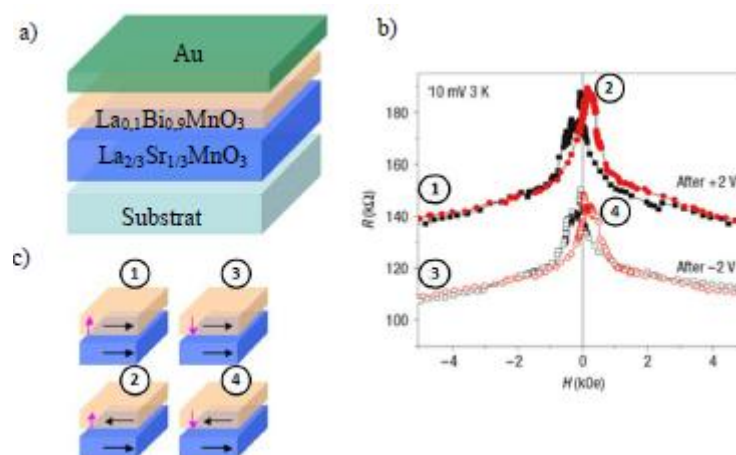 a)
Au
La0,1Bi0,9MnO3
La2/3Sr1/3MnO3
Substrat
b)
10 mV 3 K
2
180
160
140
120
100
R (kΩ)
1
After +2 V
4
3
After −2 V
−4 −2 0 2 4
H (kOe)
c)
1 3
2 4